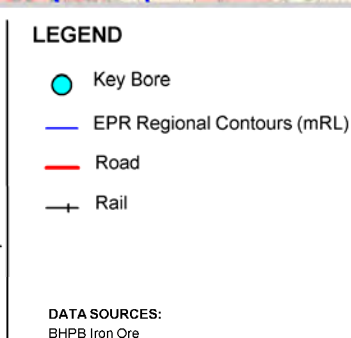 LEGEND
Key Bore
EPR Regional Contours (mRL)
Road
Rail
DATA SOURCES:
BHPB Iron Ore